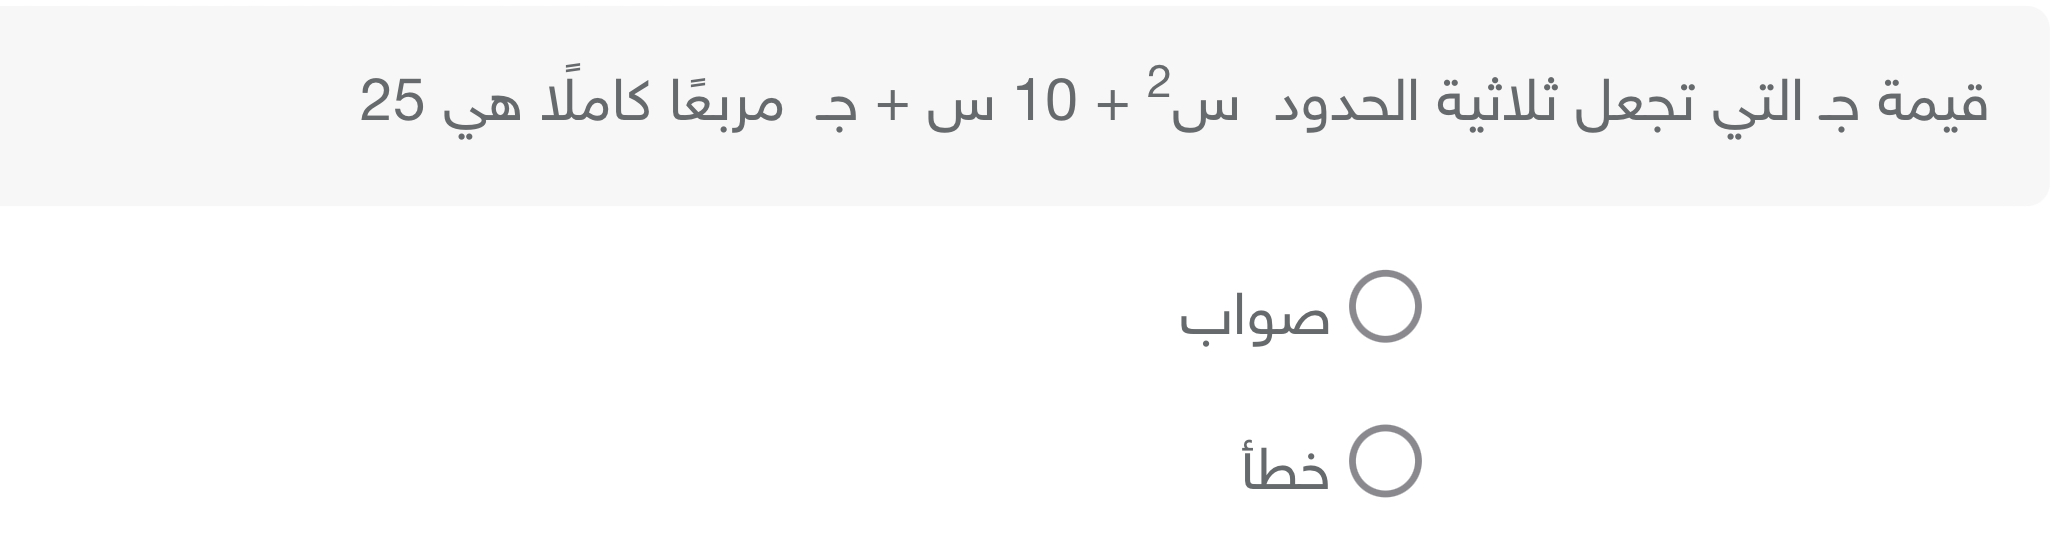 قيمة جـ التي تجعل ثلاثية الحدود س² + 10 س + جـ مربعًا كاملًا هي 25
صواب
خطأ